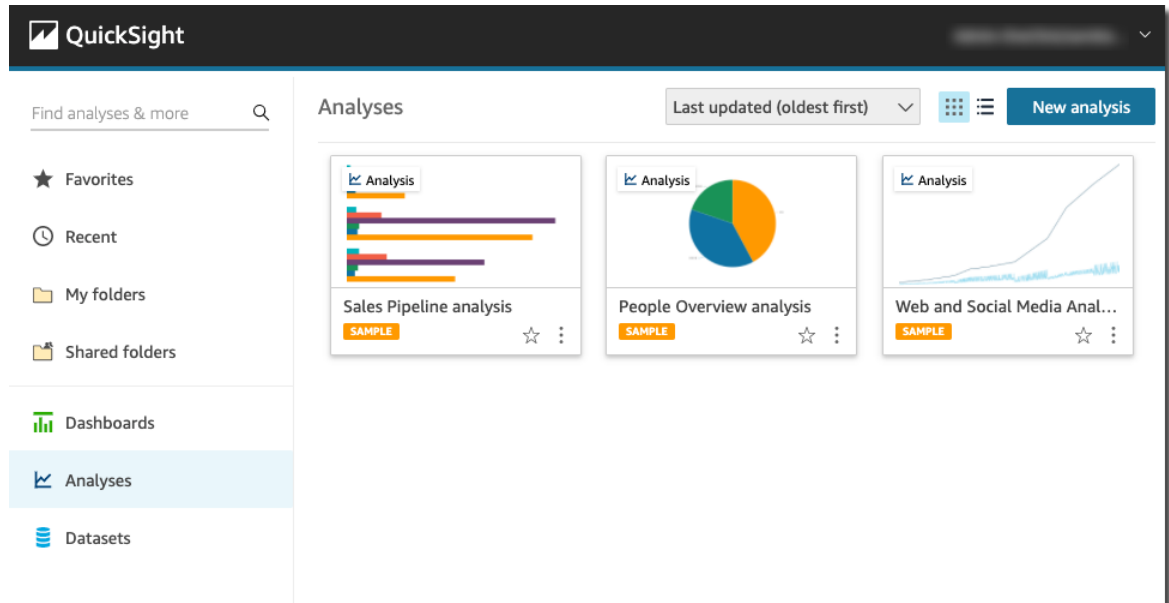 QuickSight
Find analyses & more
Favorites
Recent
My folders
Shared folders
Dashboards
Analyses
Datasets
Analyses
Last updated (oldest first)
New analysis
Analysis
Sales Pipeline analysis
SAMPLE
Analysis
People Overview analysis
SAMPLE
Analysis
Web and Social Media Anal...
SAMPLE